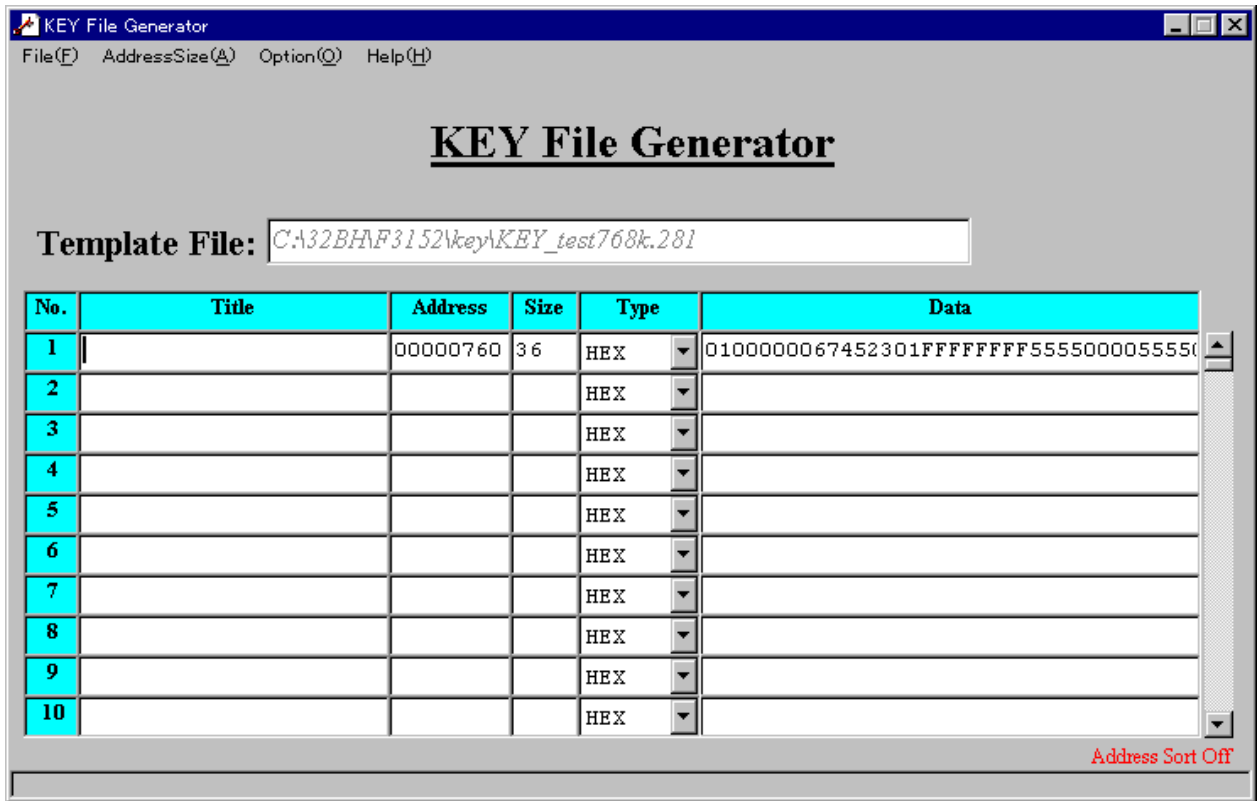 KEY File Generator
File(F) AddressSize(A) Option(O) Help(H)
KEY File Generator
Template File: C:\32BH\F3152\key\KEY_test768k.281
No. Title Address Size Type Data
1 00000760 36 HEX 0100000067452301FFFFFFFF555500005555(
2 HEX
3 HEX
4 HEX
5 HEX
6 HEX
7 HEX
8 HEX
9 HEX
10 HEX
Address Sort Off